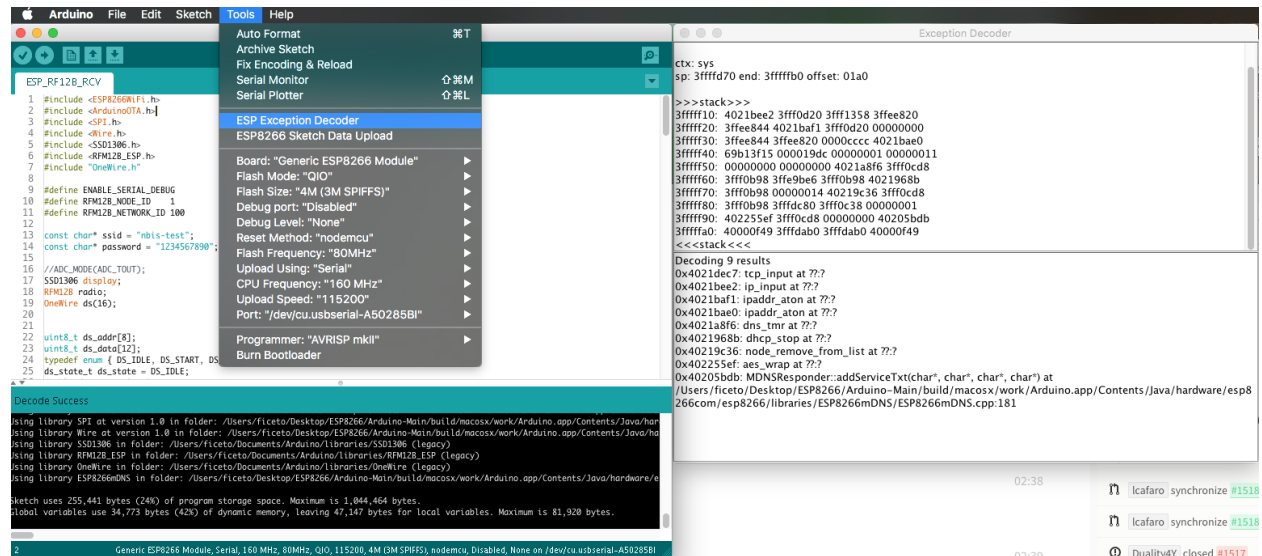 Arduino File Edit Sketch Tools Help
ESP_RF12B_RCV
1 #include <ESP8266WiFi.h>
2 #include <ArduinoOTA.h>
3 #include <SPI.h>
4 #include <Wire.h>
5 #include <SSD1306.h>
6 #include <RFM12B_ESP.h>
7 #include "OneWire.h"
8
9 #define ENABLE_SERIAL_DEBUG
10 #define RFM12B_NODE_ID 1
11 #define RFM12B_NETWORK_ID 100
12
13 const char* ssid = "nbis-test";
14 const char* password = "1234567890";
15
16 //ADC_MODE(ADC_TOUT);
17 SSD1306 display;
18 RFM12B radio;
19 OneWire ds(16);
20
21
22 uint8_t ds_addr[8];
23 uint8_t ds_data[12];
24 typedef enum { DS_IDLE, DS_START, DS
25 ds_state_t ds_state = DS_IDLE;
Auto Format ⌘T
Archive Sketch
Fix Encoding & Reload
Serial Monitor ⇧⌘M
Serial Plotter ⇧⌘L
ESP Exception Decoder
ESP8266 Sketch Data Upload
Board: "Generic ESP8266 Module"
Flash Mode: "QIO"
Flash Size: "4M (3M SPIFFS)"
Debug port: "Disabled"
Debug Level: "None"
Reset Method: "nodemcu"
Flash Frequency: "80MHz"
Upload Using: "Serial"
CPU Frequency: "160 MHz"
Upload Speed: "115200"
Port: "/dev/cu.usbserial-A50285BI"
Programmer: "AVRISP mkII"
Burn Bootloader
Decode Success
Using library SPI at version 1.0 in folder: /Users/ficeto/Desktop/ESP8266/Arduino-Main/build/macosx/work/Arduino.app/Contents/Java/har
Using library Wire at version 1.0 in folder: /Users/ficeto/Desktop/ESP8266/Arduino-Main/build/macosx/work/Arduino.app/Contents/Java/ha
Using library SSD1306 in folder: /Users/ficeto/Documents/Arduino/libraries/SSD1306 (legacy)
Using library RFM12B_ESP in folder: /Users/ficeto/Documents/Arduino/libraries/RFM12B_ESP (legacy)
Using library OneWire in folder: /Users/ficeto/Documents/Arduino/libraries/OneWire (legacy)
Using library ESP8266mDNS in folder: /Users/ficeto/Desktop/ESP8266/Arduino-Main/build/macosx/work/Arduino.app/Contents/Java/hardware/e
Sketch uses 255,441 bytes (24%) of program storage space. Maximum is 1,044,464 bytes.
Global variables use 34,773 bytes (42%) of dynamic memory, leaving 47,147 bytes for local variables. Maximum is 81,920 bytes.
2 Generic ESP8266 Module, Serial, 160 MHz, 80MHz, QIO, 115200, 4M (3M SPIFFS), nodemcu, Disabled, None on /dev/cu.usbserial-A50285BI
Exception Decoder
ctx: sys
sp: 3ffffd70 end: 3fffffb0 offset: 01a0
>>>stack>>>
3fffff10: 4021bee2 3fff0d20 3fff1358 3ffee820
3fffff20: 3ffee844 4021baf1 3fff0d20 00000000
3fffff30: 3ffee844 3ffee820 0000cccc 4021bae0
3fffff40: 69b13f15 000019dc 00000001 00000011
3fffff50: 00000000 00000000 4021a8f6 3fff0cd8
3fffff60: 3fff0b98 3ffe9be6 3fff0b98 4021968b
3fffff70: 3fff0b98 00000014 40219c36 3fff0cd8
3fffff80: 3fff0b98 3fffdc80 3fff0c38 00000001
3fffff90: 402255ef 3fff0cd8 00000000 40205bdb
3fffffa0: 40000f49 3fffdab0 3fffdab0 40000f49
<<<stack<<<
Decoding 9 results
0x4021dec7: tcp_input at ??:?
0x4021bee2: ip_input at ??:?
0x4021baf1: ipaddr_aton at ??:?
0x4021bae0: ipaddr_aton at ??:?
0x4021a8f6: dns_tmr at ??:?
0x4021968b: dhcp_stop at ??:?
0x40219c36: node_remove_from_list at ??:?
0x402255ef: aes_wrap at ??:?
0x40205bdb: MDNSResponder::addServiceTxt(char*, char*, char*, char*) at
/Users/ficeto/Desktop/ESP8266/Arduino-Main/build/macosx/work/Arduino.app/Contents/Java/hardware/esp8
266com/esp8266/libraries/ESP8266mDNS/ESP8266mDNS.cpp:181
02:38
lcafaro synchronize #1518
lcafaro synchronize #1518
02:39
Duality4Y closed #1517